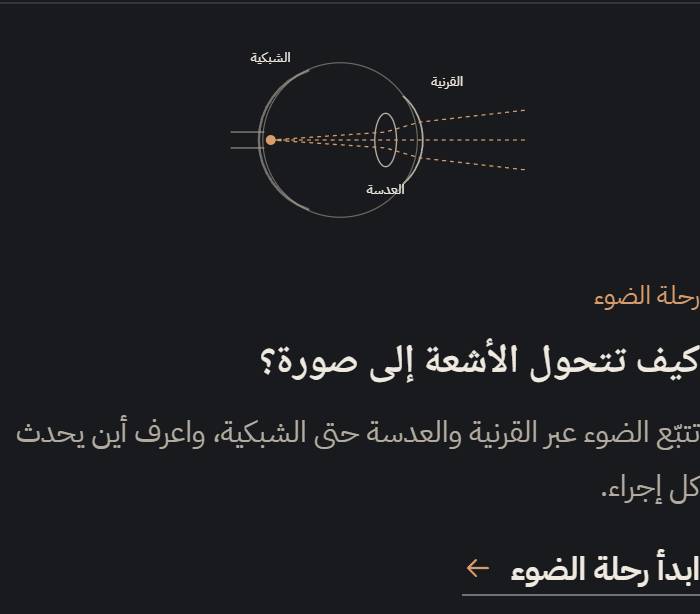 الشبكية
القرنية
العدسة
رحلة الضوء
كيف تتحول الأشعة إلى صورة؟
تتبّع الضوء عبر القرنية والعدسة حتى الشبكية، واعرف أين يحدث
كل إجراء.
ابدأ رحلة الضوء ←